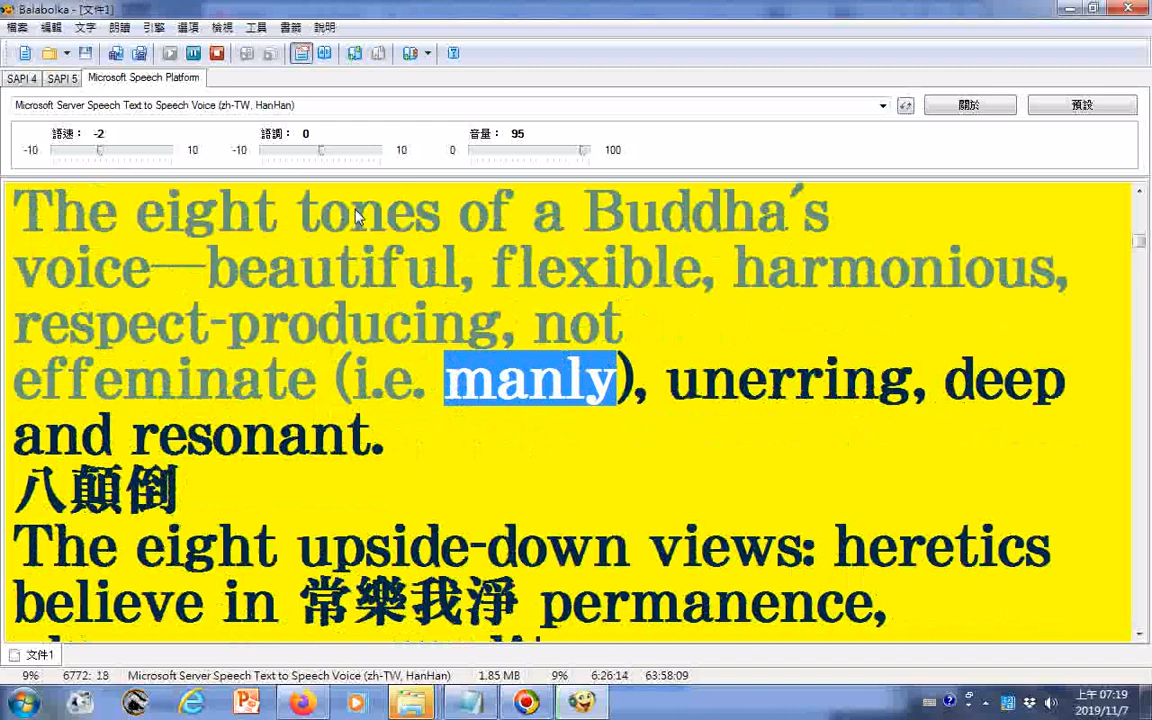 Balabolka - [文件1]
檔案 編輯 文字 朗讀 引擎 選項 檢視 工具 書籤 說明
SAPI 4 SAPI 5 Microsoft Speech Platform
Microsoft Server Speech Text to Speech Voice (zh-TW, HanHan) 關於 預設
語速： -2 語調： 0 音量： 95
-10 10 -10 10 0 100
The eight tones of a Buddha's
voice—beautiful, flexible, harmonious,
respect-producing, not
effeminate (i.e. manly), unerring, deep
and resonant.
八顛倒
The eight upside-down views: heretics
believe in 常樂我淨 permanence,
文件1
9% 6772: 18 Microsoft Server Speech Text to Speech Voice (zh-TW, HanHan) 1.85 MB 9% 6:26:14 63:58:09
上午 07:19
2019/11/7